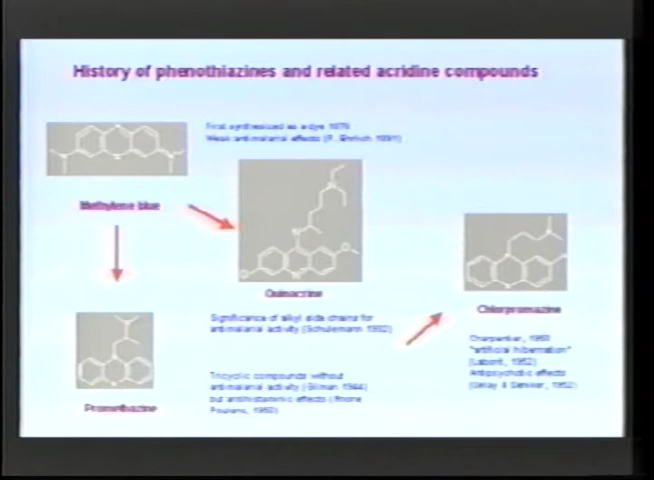 History of phenothiazines and related acridine compounds
First synthesized as a dye 1876
Weak antimalarial effects (P. Ehrlich 1891)
Methylene blue
Quinacrine
Significance of alkyl side chains for
antimalarial activity (Schulemann 1932)
Chlorpromazine
Charpentier, 1950
"artificial hibernation"
(Laborit, 1952)
Antipsychotic effects
(Delay & Deniker, 1952)
Tricyclic compounds without
antimalarial activity (Gilman 1944)
but antihistaminic effects (Rhone
Poulenc,
Promethazine